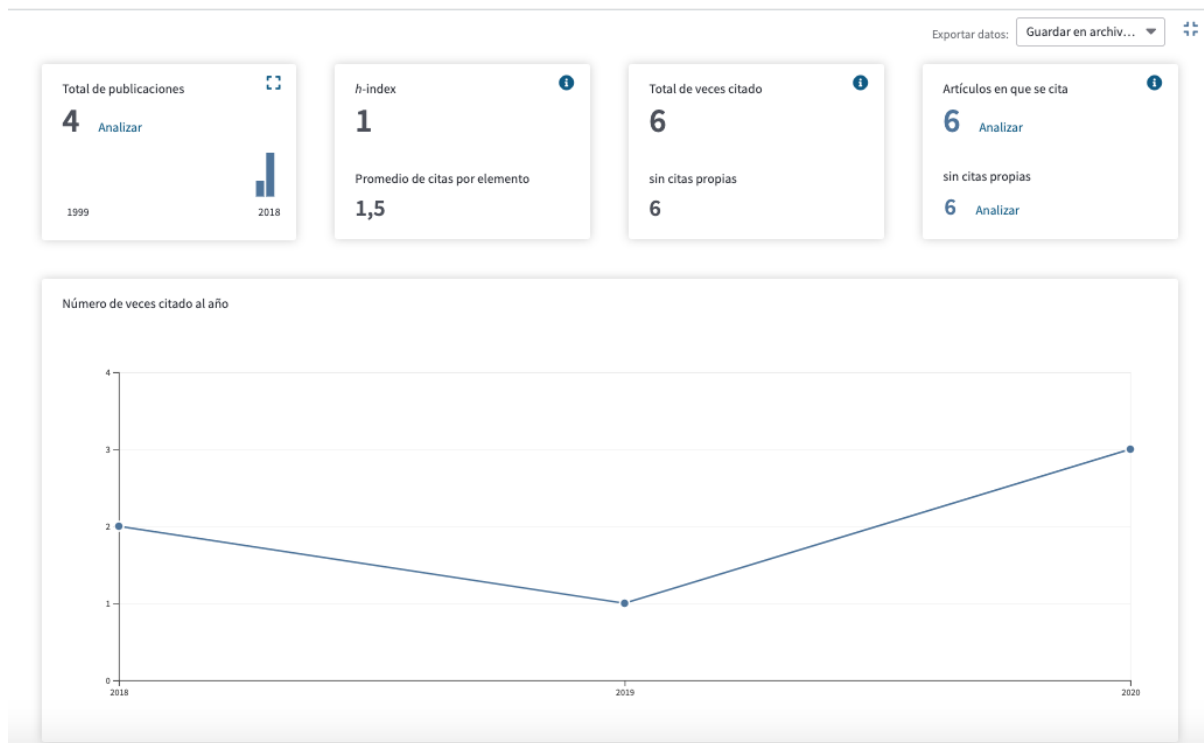 Exportar datos: Guardar en archiv...
Total de publicaciones
4 Analizar
1999 2018
h-index
1
Promedio de citas por elemento
1,5
Total de veces citado
6
sin citas propias
6
Artículos en que se cita
6 Analizar
sin citas propias
6 Analizar
Número de veces citado al año
4
3
2
1
0
2018 2019 2020